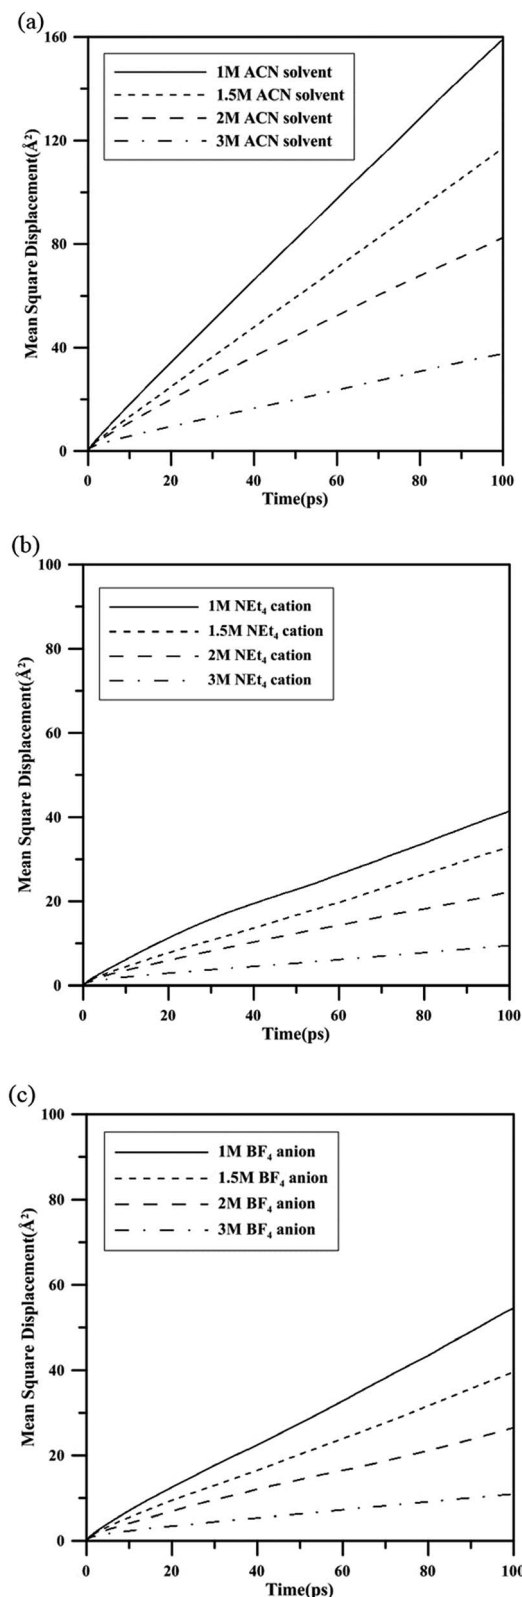 (a)
160
120
80
40
0
Mean Square Displacement(Å²)
1M ACN solvent
1.5M ACN solvent
2M ACN solvent
3M ACN solvent
0 20 40 60 80 100
Time(ps)
(b)
100
80
60
40
20
0
Mean Square Displacement(Å²)
1M NEt₄ cation
1.5M NEt₄ cation
2M NEt₄ cation
3M NEt₄ cation
0 20 40 60 80 100
Time(ps)
(c)
100
80
60
40
20
0
Mean Square Displacement(Å²)
1M BF₄ anion
1.5M BF₄ anion
2M BF₄ anion
3M BF₄ anion
0 20 40 60 80 100
Time(ps)